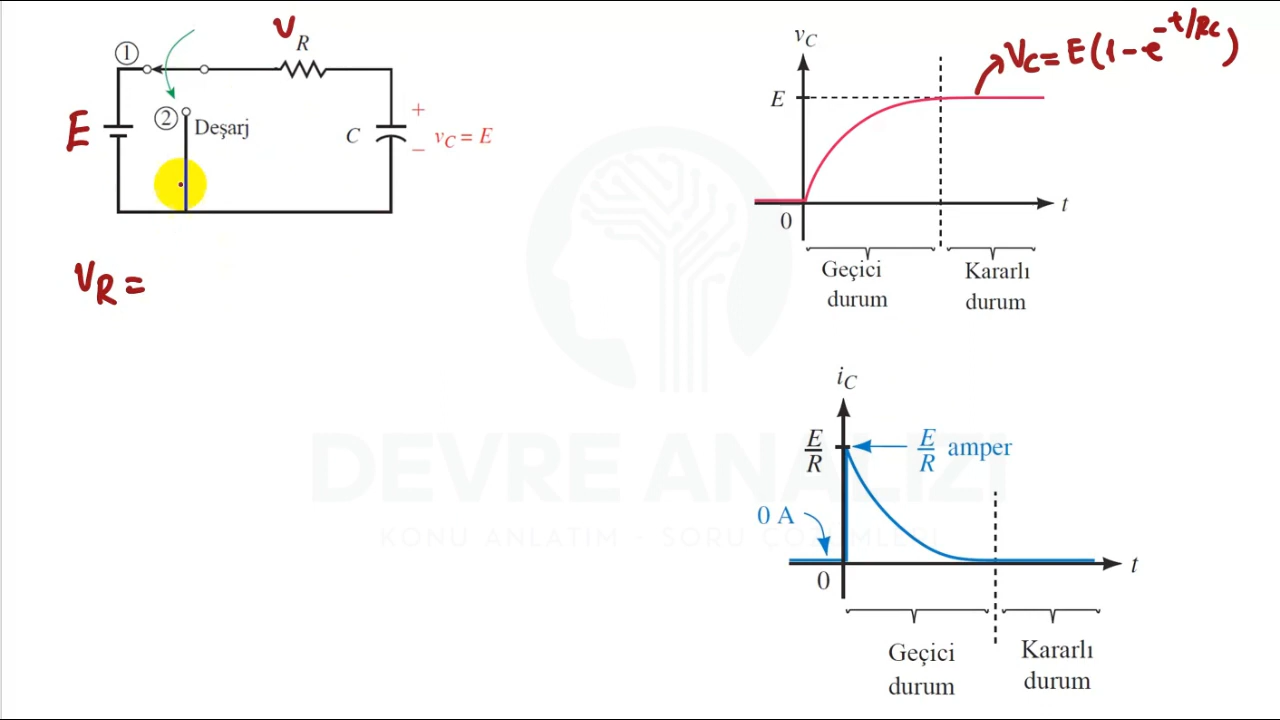 V
R
①
E
②
Deşarj
C
+
v_C = E
−
V_R =
v_C
V_C = E(1 - e^{-t/RC})
E
t
0
Geçici durum
Kararlı durum
i_C
E/R
E/R amper
0 A
t
0
Geçici durum
Kararlı durum
DEVRE ANALİZİ
KONU ANLATIM - SORU ÇÖZÜMLERİ